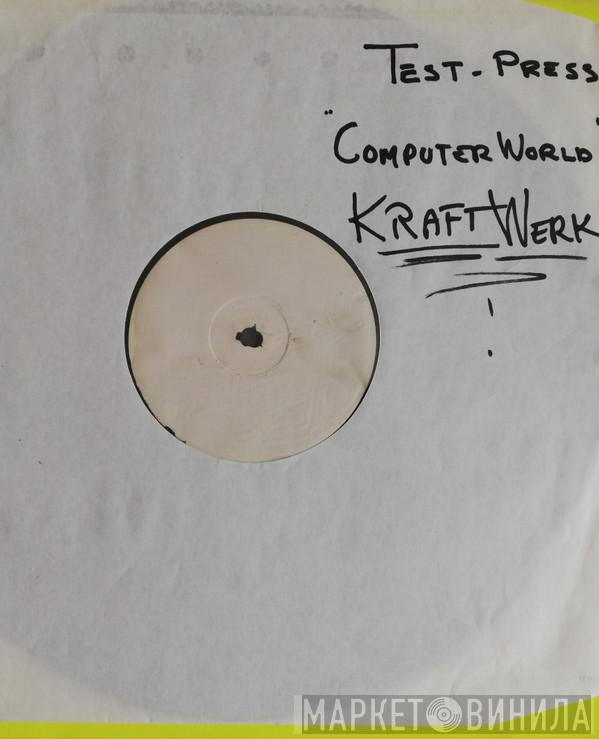 TEST-PRESS
"COMPUTER WORLD"
KRAFTWERK
!
МАРКЕТ ВИНИЛА